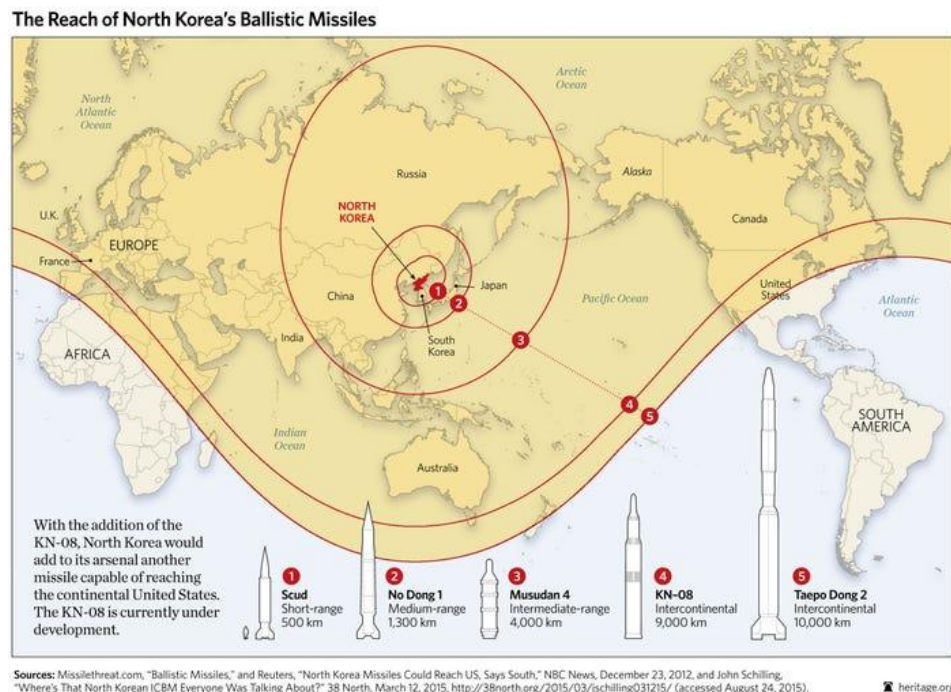 The Reach of North Korea's Ballistic Missiles
North
Atlantic
Ocean
Arctic
Ocean
Russia
Alaska
U.K.
NORTH
KOREA
Canada
EUROPE
France
China
Japan
Pacific Ocean
United
States
Atlantic
Ocean
1
2
South
Korea
India
AFRICA
3
4
5
Indian
Ocean
Australia
SOUTH
AMERICA
With the addition of the
KN-08, North Korea would
add to its arsenal another
missile capable of reaching
the continental United States.
The KN-08 is currently under
development.
1
Scud
Short-range
500 km
2
No Dong 1
Medium-range
1,300 km
3
Musudan 4
Intermediate-range
4,000 km
4
KN-08
Intercontinental
9,000 km
5
Taepo Dong 2
Intercontinental
10,000 km
Sources: Missilethreat.com, "Ballistic Missiles," and Reuters, "North Korea Missiles Could Reach US, Says South," NBC News, December 23, 2012, and John Schilling,
"Where's That North Korean ICBM Everyone Was Talking About?" 38 North, March 12, 2015, http://38north.org/2015/03/jschilling031215/ (accessed August 24, 2015).
heritage.org